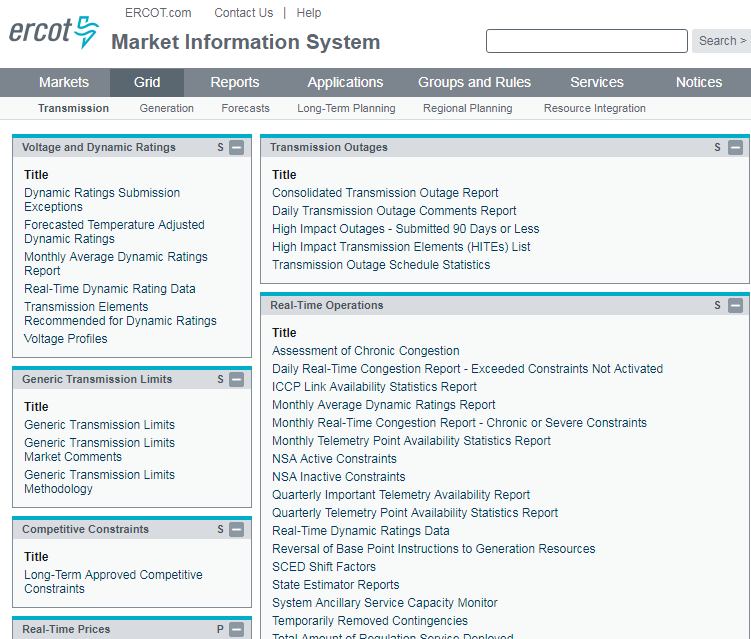 ERCOT.com Contact Us | Help
ercot
Market Information System
Search >
Markets Grid Reports Applications Groups and Rules Services Notices
Transmission Generation Forecasts Long-Term Planning Regional Planning Resource Integration
Voltage and Dynamic Ratings S
Title
Dynamic Ratings Submission
Exceptions
Forecasted Temperature Adjusted
Dynamic Ratings
Monthly Average Dynamic Ratings
Report
Real-Time Dynamic Rating Data
Transmission Elements
Recommended for Dynamic Ratings
Voltage Profiles
Generic Transmission Limits S
Title
Generic Transmission Limits
Generic Transmission Limits
Market Comments
Generic Transmission Limits
Methodology
Competitive Constraints S
Title
Long-Term Approved Competitive
Constraints
Real-Time Prices P
Transmission Outages S
Title
Consolidated Transmission Outage Report
Daily Transmission Outage Comments Report
High Impact Outages - Submitted 90 Days or Less
High Impact Transmission Elements (HITEs) List
Transmission Outage Schedule Statistics
Real-Time Operations S
Title
Assessment of Chronic Congestion
Daily Real-Time Congestion Report - Exceeded Constraints Not Activated
ICCP Link Availability Statistics Report
Monthly Average Dynamic Ratings Report
Monthly Real-Time Congestion Report - Chronic or Severe Constraints
Monthly Telemetry Point Availability Statistics Report
NSA Active Constraints
NSA Inactive Constraints
Quarterly Important Telemetry Availability Report
Quarterly Telemetry Point Availability Statistics Report
Real-Time Dynamic Ratings Data
Reversal of Base Point Instructions to Generation Resources
SCED Shift Factors
State Estimator Reports
System Ancillary Service Capacity Monitor
Temporarily Removed Contingencies
Total Amount of Regulation Service Deployed